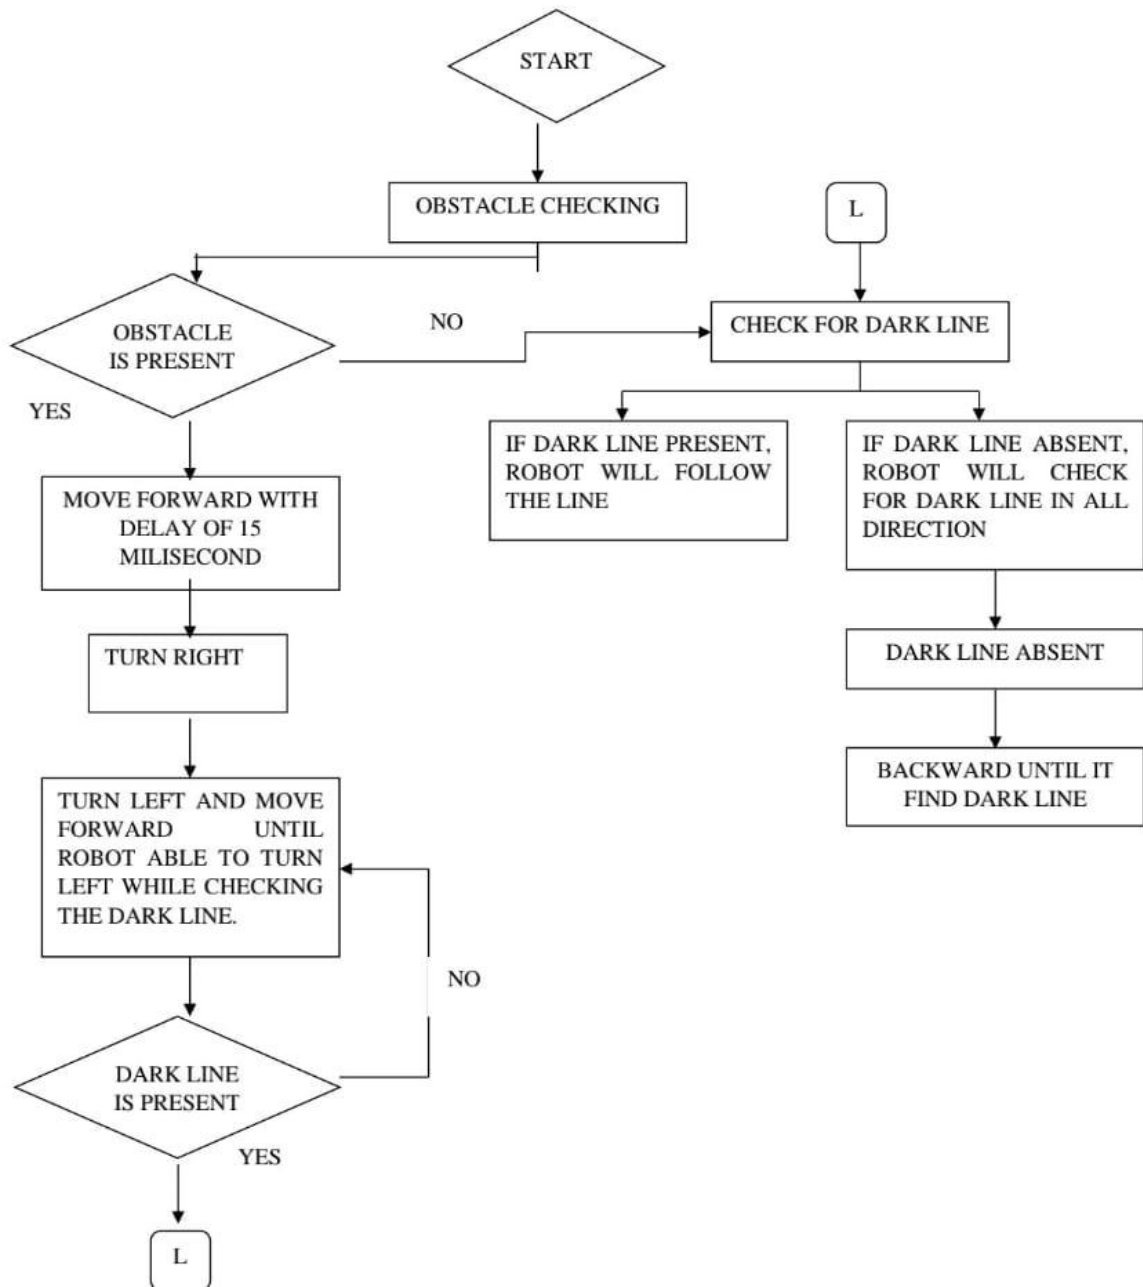 START
OBSTACLE CHECKING
L
OBSTACLE
IS PRESENT
NO
CHECK FOR DARK LINE
YES
IF DARK LINE PRESENT,
ROBOT WILL FOLLOW
THE LINE
IF DARK LINE ABSENT,
ROBOT WILL CHECK
FOR DARK LINE IN ALL
DIRECTION
MOVE FORWARD WITH
DELAY OF 15
MILISECOND
TURN RIGHT
DARK LINE ABSENT
BACKWARD UNTIL IT
FIND DARK LINE
TURN LEFT AND MOVE
FORWARD UNTIL
ROBOT ABLE TO TURN
LEFT WHILE CHECKING
THE DARK LINE.
NO
DARK LINE
IS PRESENT
YES
L